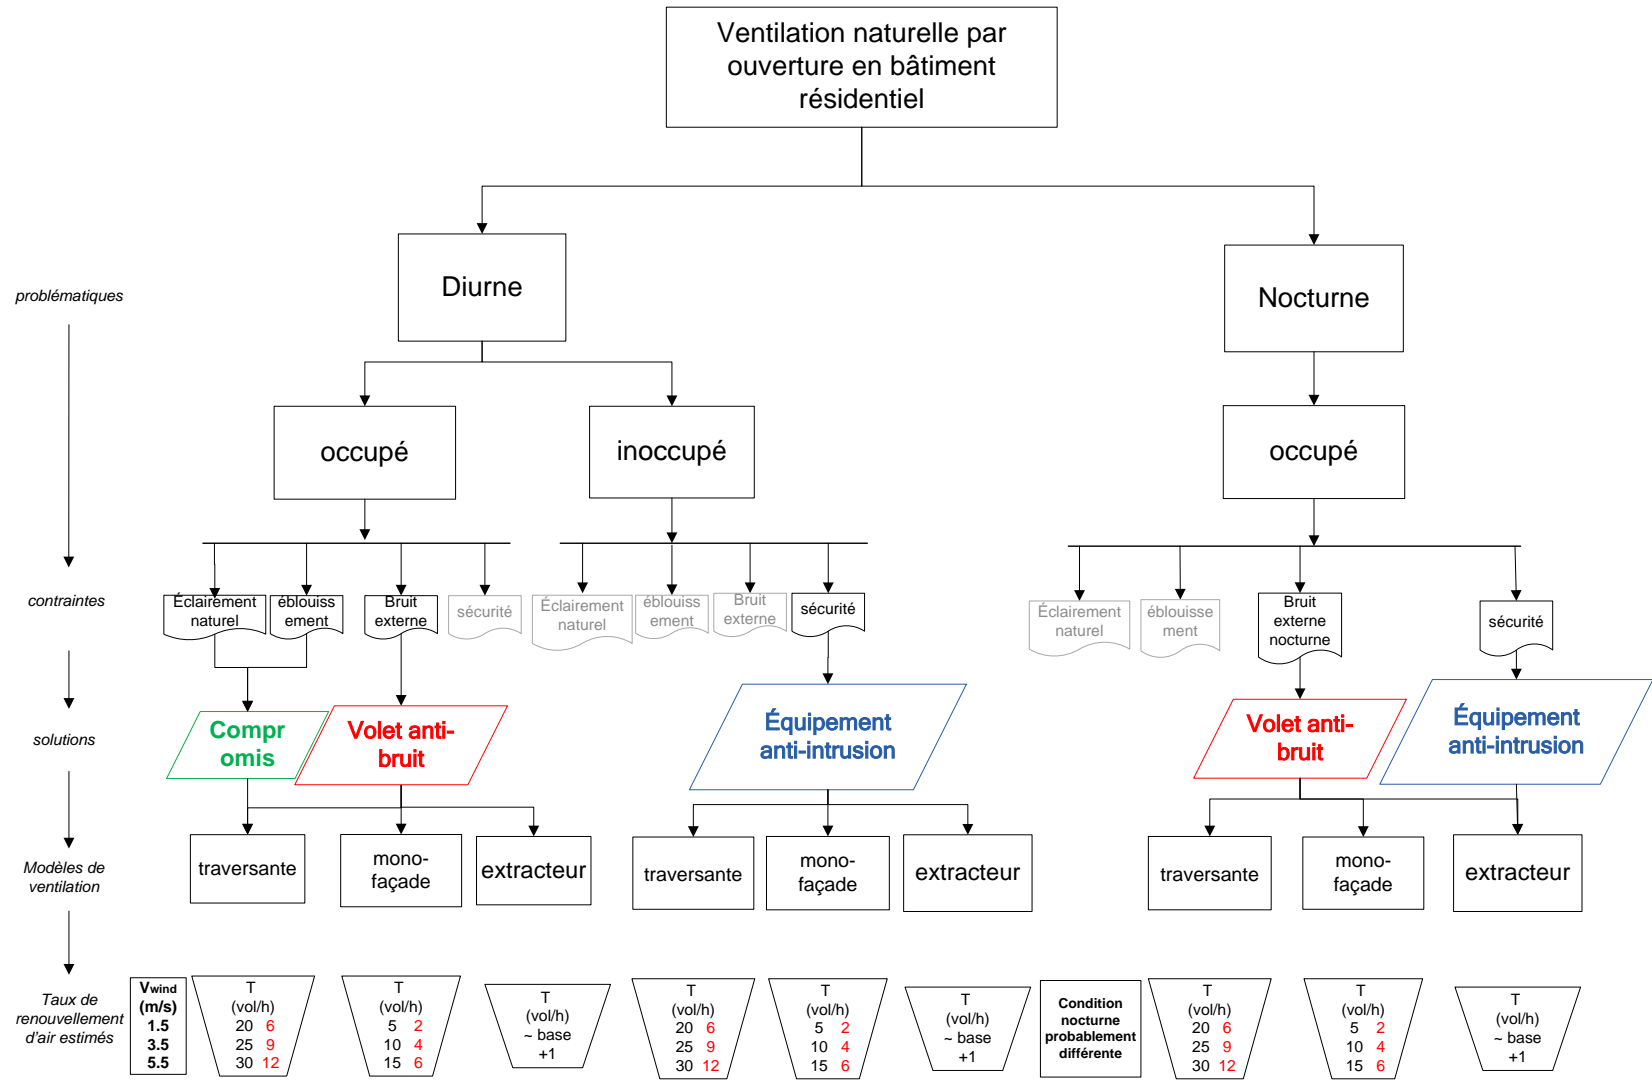 Ventilation naturelle par
ouverture en bâtiment
résidentiel
problématiques
Diurne
Nocturne
occupé
inoccupé
occupé
contraintes
Éclairement
naturel
éblouiss
ement
Bruit
externe
sécurité
Éclairement
naturel
éblouiss
ement
Bruit
externe
sécurité
Éclairement
naturel
éblouisse
ment
Bruit
externe
nocturne
sécurité
solutions
Compr
omis
Volet anti-
bruit
Équipement
anti-intrusion
Volet anti-
bruit
Équipement
anti-intrusion
Modèles de
ventilation
traversante
mono-
façade
extracteur
traversante
mono-
façade
extracteur
traversante
mono-
façade
extracteur
Taux de
renouvellement
d'air estimés
Vwind
(m/s)
1.5
3.5
5.5
T
(vol/h)
20 6
25 9
30 12
T
(vol/h)
5 2
10 4
15 6
T
(vol/h)
~ base
+1
T
(vol/h)
20 6
25 9
30 12
T
(vol/h)
5 2
10 4
15 6
T
(vol/h)
~ base
+1
Condition
nocturne
probablement
différente
T
(vol/h)
20 6
25 9
30 12
T
(vol/h)
5 2
10 4
15 6
T
(vol/h)
~ base
+1